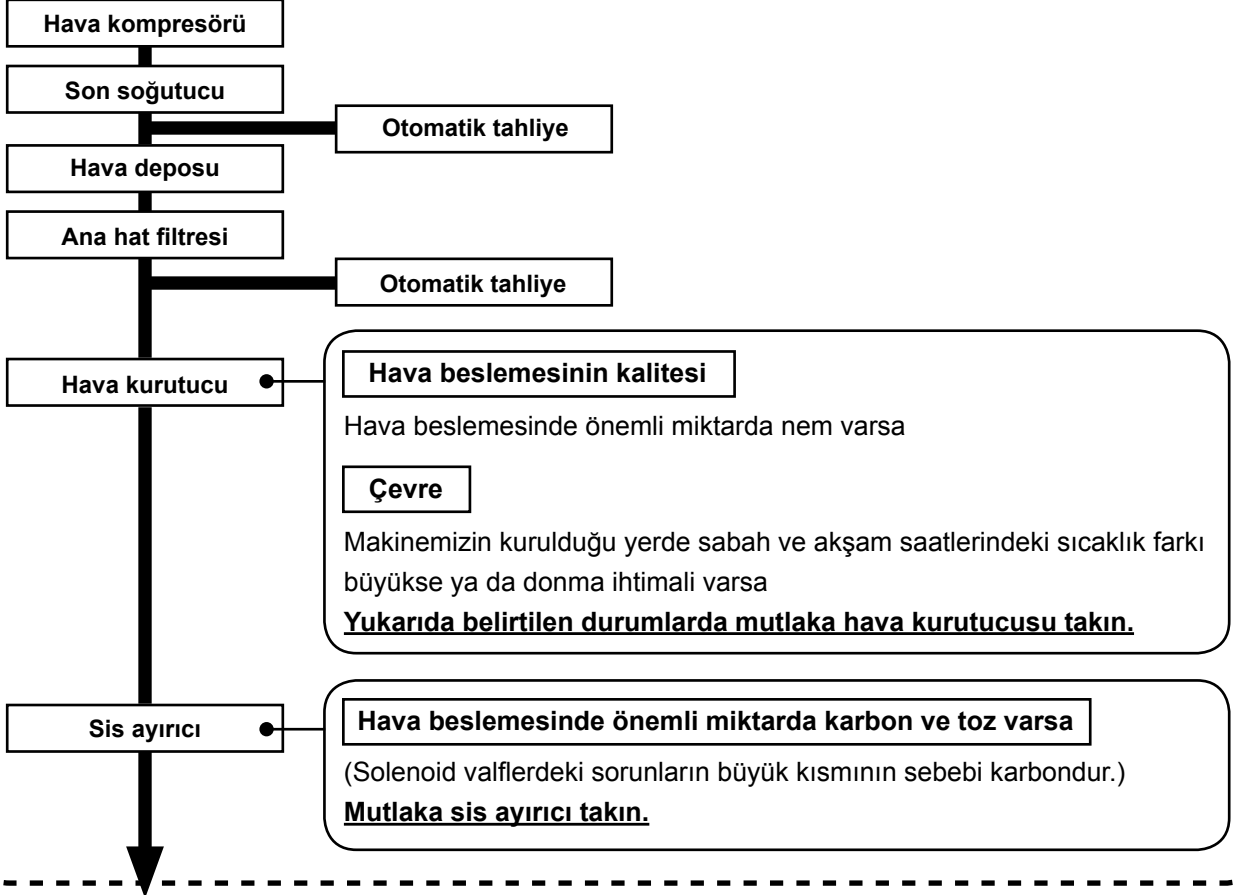 Hava kompresörü
Son soğutucu
Otomatik tahliye
Hava deposu
Ana hat filtresi
Otomatik tahliye
Hava kurutucu
Hava beslemesinin kalitesi
Hava beslemesinde önemli miktarda nem varsa
Çevre
Makinemizin kurulduğu yerde sabah ve akşam saatlerindeki sıcaklık farkı
büyükse ya da donma ihtimali varsa
Yukarıda belirtilen durumlarda mutlaka hava kurutucusu takın.
Sis ayırıcı
Hava beslemesinde önemli miktarda karbon ve toz varsa
(Solenoid valflerdeki sorunların büyük kısmının sebebi karbondur.)
Mutlaka sis ayırıcı takın.